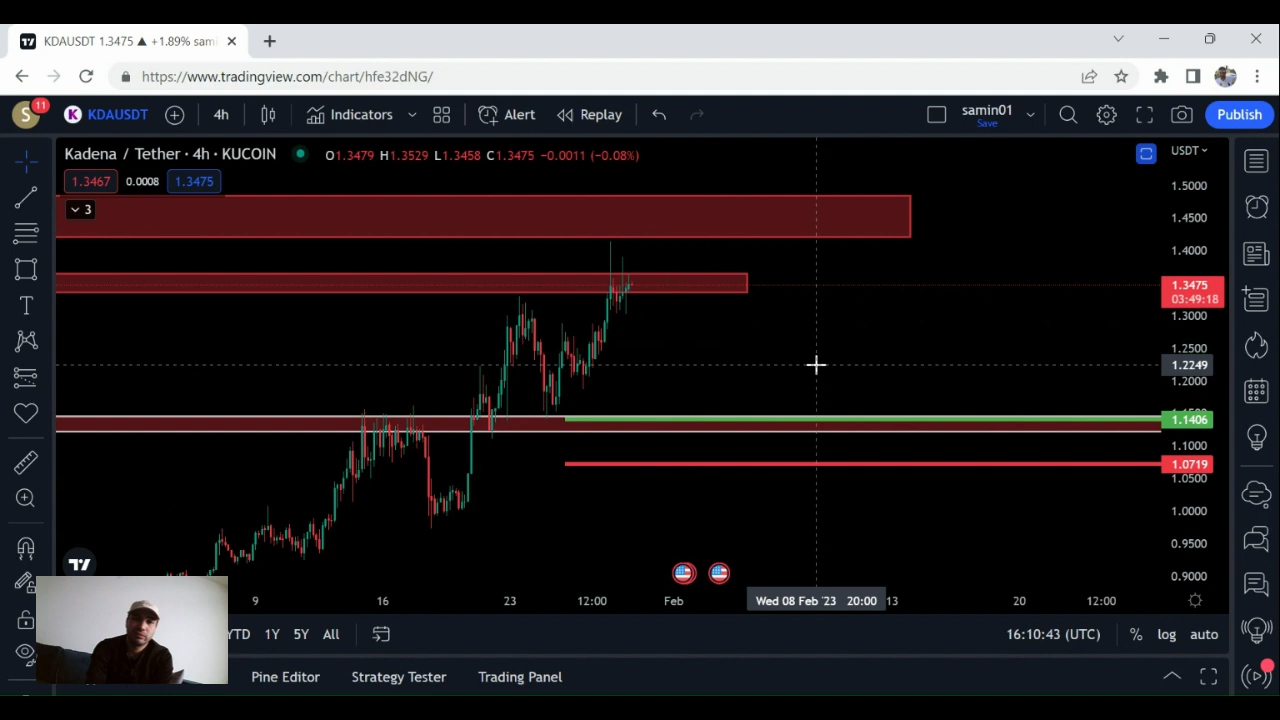 KDAUSDT 1.3475 ▲ +1.89% sami
https://www.tradingview.com/chart/hfe32dNG/
S 11 KDAUSDT 4h Indicators Alert Replay samin01 Save Publish
Kadena / Tether · 4h · KUCOIN O1.3479 H1.3529 L1.3458 C1.3475 −0.0011 (−0.08%) USDT
1.3467 0.0008 1.3475
3
1.5000
1.4500
1.4000
1.3475
03:49:18
1.3000
1.2500
1.2249
1.2000
1.1406
1.1000
1.0719
1.0500
1.0000
0.9500
0.9000
9 16 23 12:00 Feb Wed 08 Feb '23 20:00 13 20 12:00
YTD 1Y 5Y All 16:10:43 (UTC) % log auto
Pine Editor Strategy Tester Trading Panel